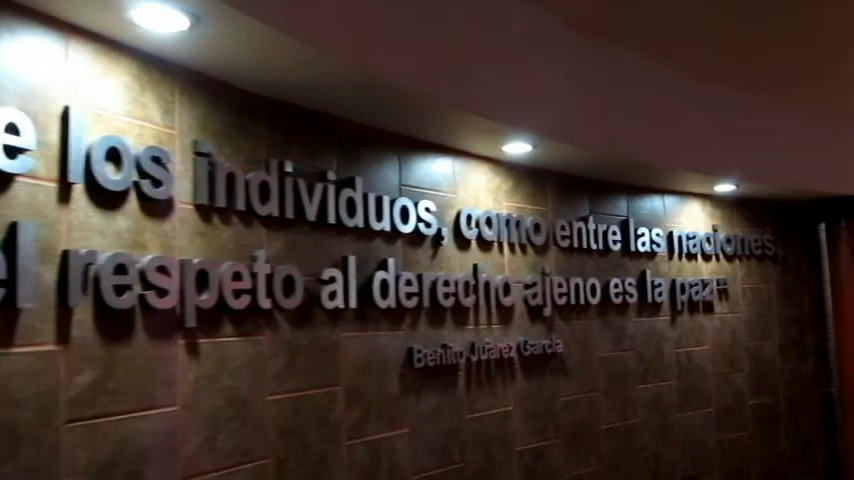 e los individuos, como entre las naciones,
el respeto al derecho ajeno es la paz"
Benito Juárez García